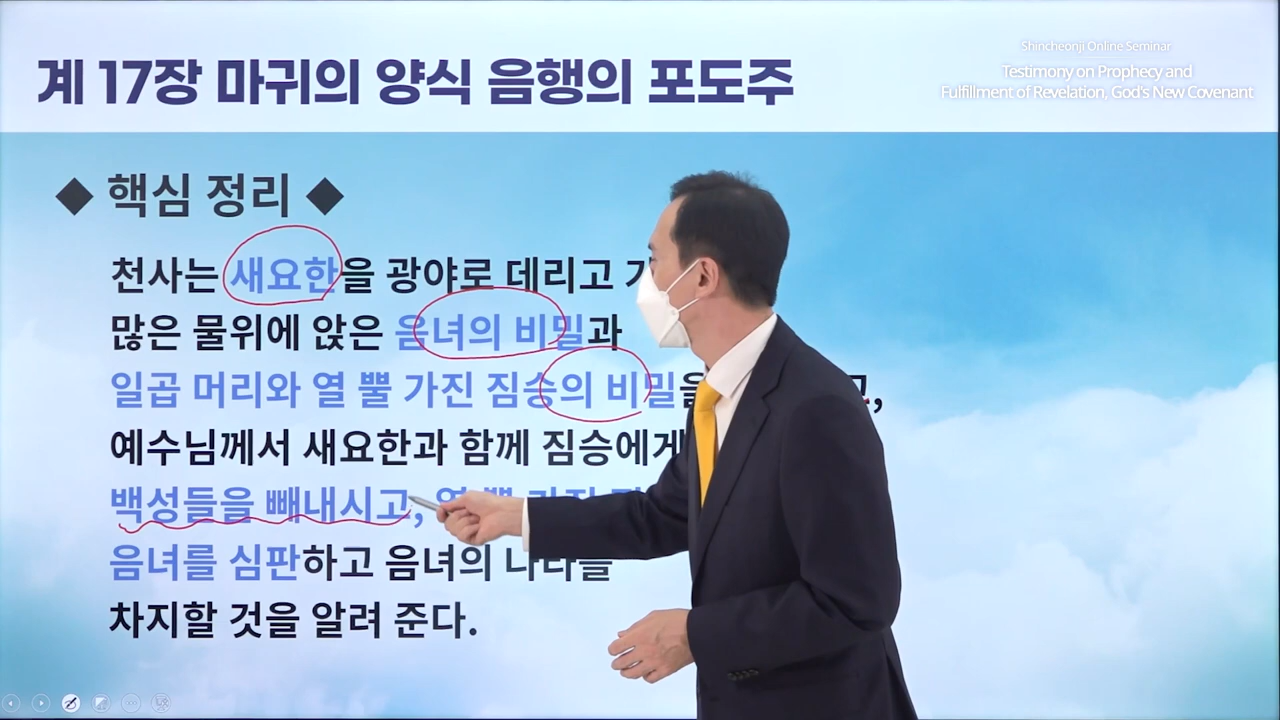 계 17장 마귀의 양식 음행의 포도주
Shincheonji Online Seminar
Testimony on Prophecy and
Fulfillment of Revelation, God's New Covenant
◆ 핵심 정리 ◆
천사는 새요한을 광야로 데리고
많은 물위에 앉은 음녀의 비밀과
일곱 머리와 열 뿔 가진 짐승의 비밀을
예수님께서 새요한과 함께 짐승에게
백성들을 빼내시고, 열 뿔 가진
음녀를 심판하고 음녀의 나라를
차지할 것을 알려 준다.